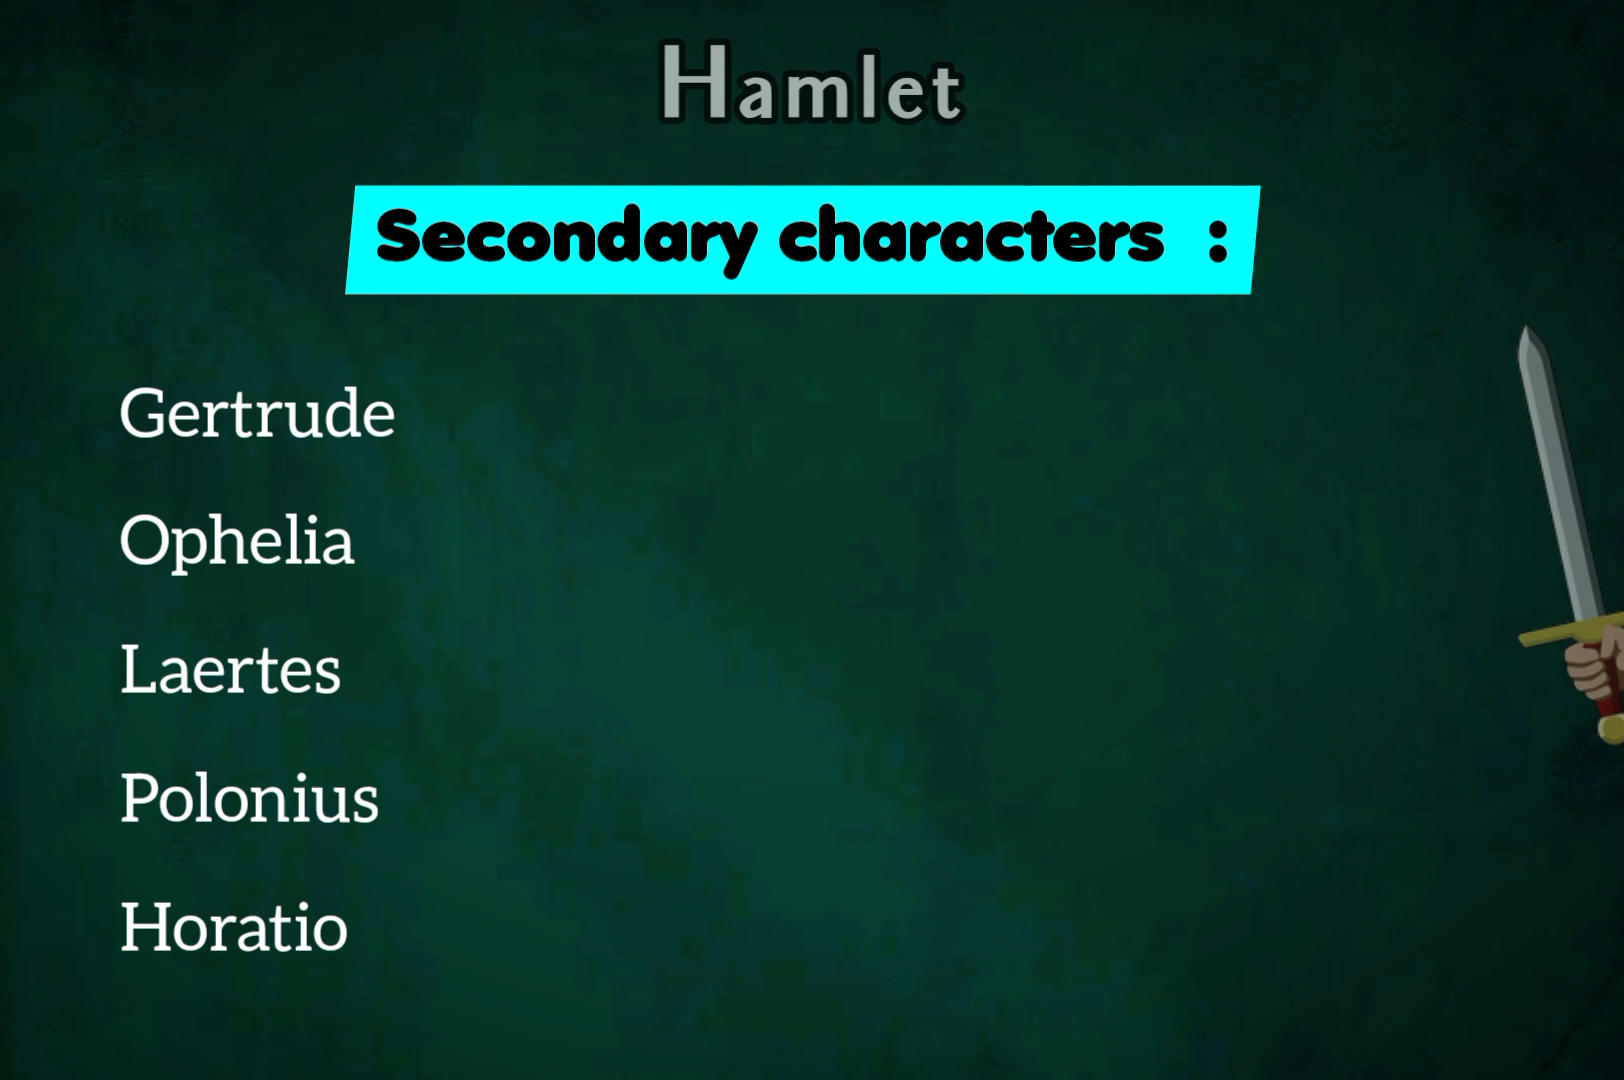 Hamlet
Secondary characters :
Gertrude
Ophelia
Laertes
Polonius
Horatio